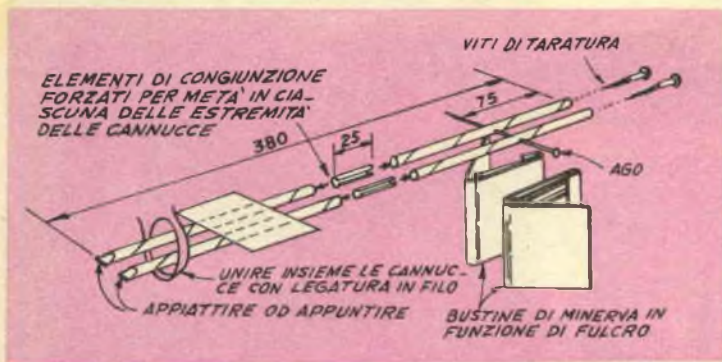 VITI DI TARATURA
ELEMENTI DI CONGIUNZIONE
FORZATI PER METÀ IN CIA-
SCUNA DELLE ESTREMITÀ
DELLE CANNUCCE
75
25
380
AGO
UNIRE INSIEME LE CANNUC-
CE CON LEGATURA IN FILO
APPIATTIRE OD APPUNTIRE
BUSTINE DI MINERVA IN
FUNZIONE DI FULCRO